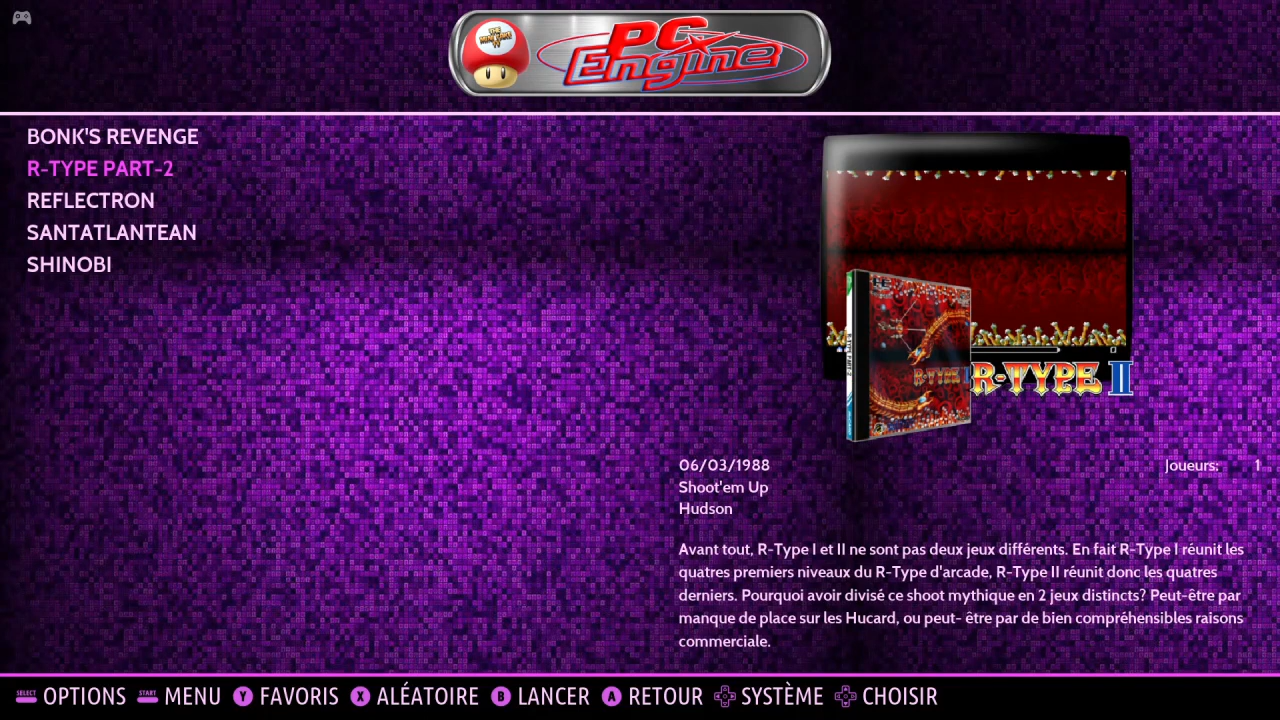 PC Engine
BONK'S REVENGE
R-TYPE PART-2
REFLECTRON
SANTATLANTEAN
SHINOBI
R-TYPE II
R-TYPE II
06/03/1988
Joueurs: 1
Shoot'em Up
Hudson
Avant tout, R-Type I et II ne sont pas deux jeux différents. En fait R-Type I réunit les
quatres premiers niveaux du R-Type d'arcade, R-Type II réunit donc les quatres
derniers. Pourquoi avoir divisé ce shoot mythique en 2 jeux distincts? Peut-être par
manque de place sur les Hucard, ou peut- être par de bien compréhensibles raisons
commerciale.
SELECT OPTIONS START MENU Y FAVORIS X ALÉATOIRE B LANCER A RETOUR SYSTÈME CHOISIR